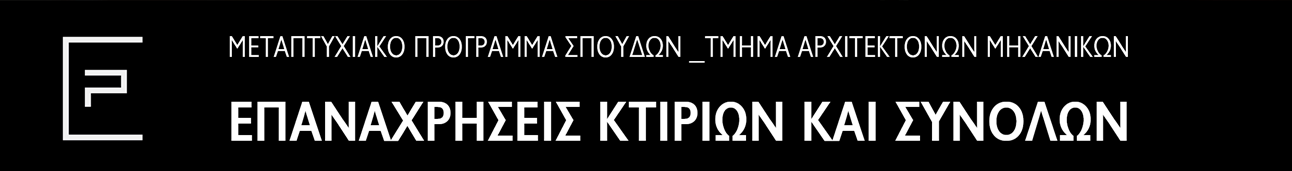 ΜΕΤΑΠΤΥΧΙΑΚΟ ΠΡΟΓΡΑΜΜΑ ΣΠΟΥΔΩΝ _ΤΜΗΜΑ ΑΡΧΙΤΕΚΤΟΝΩΝ ΜΗΧΑΝΙΚΩΝ
ΕΠΑΝΑΧΡΗΣΕΙΣ ΚΤΙΡΙΩΝ ΚΑΙ ΣΥΝΟΛΩΝ